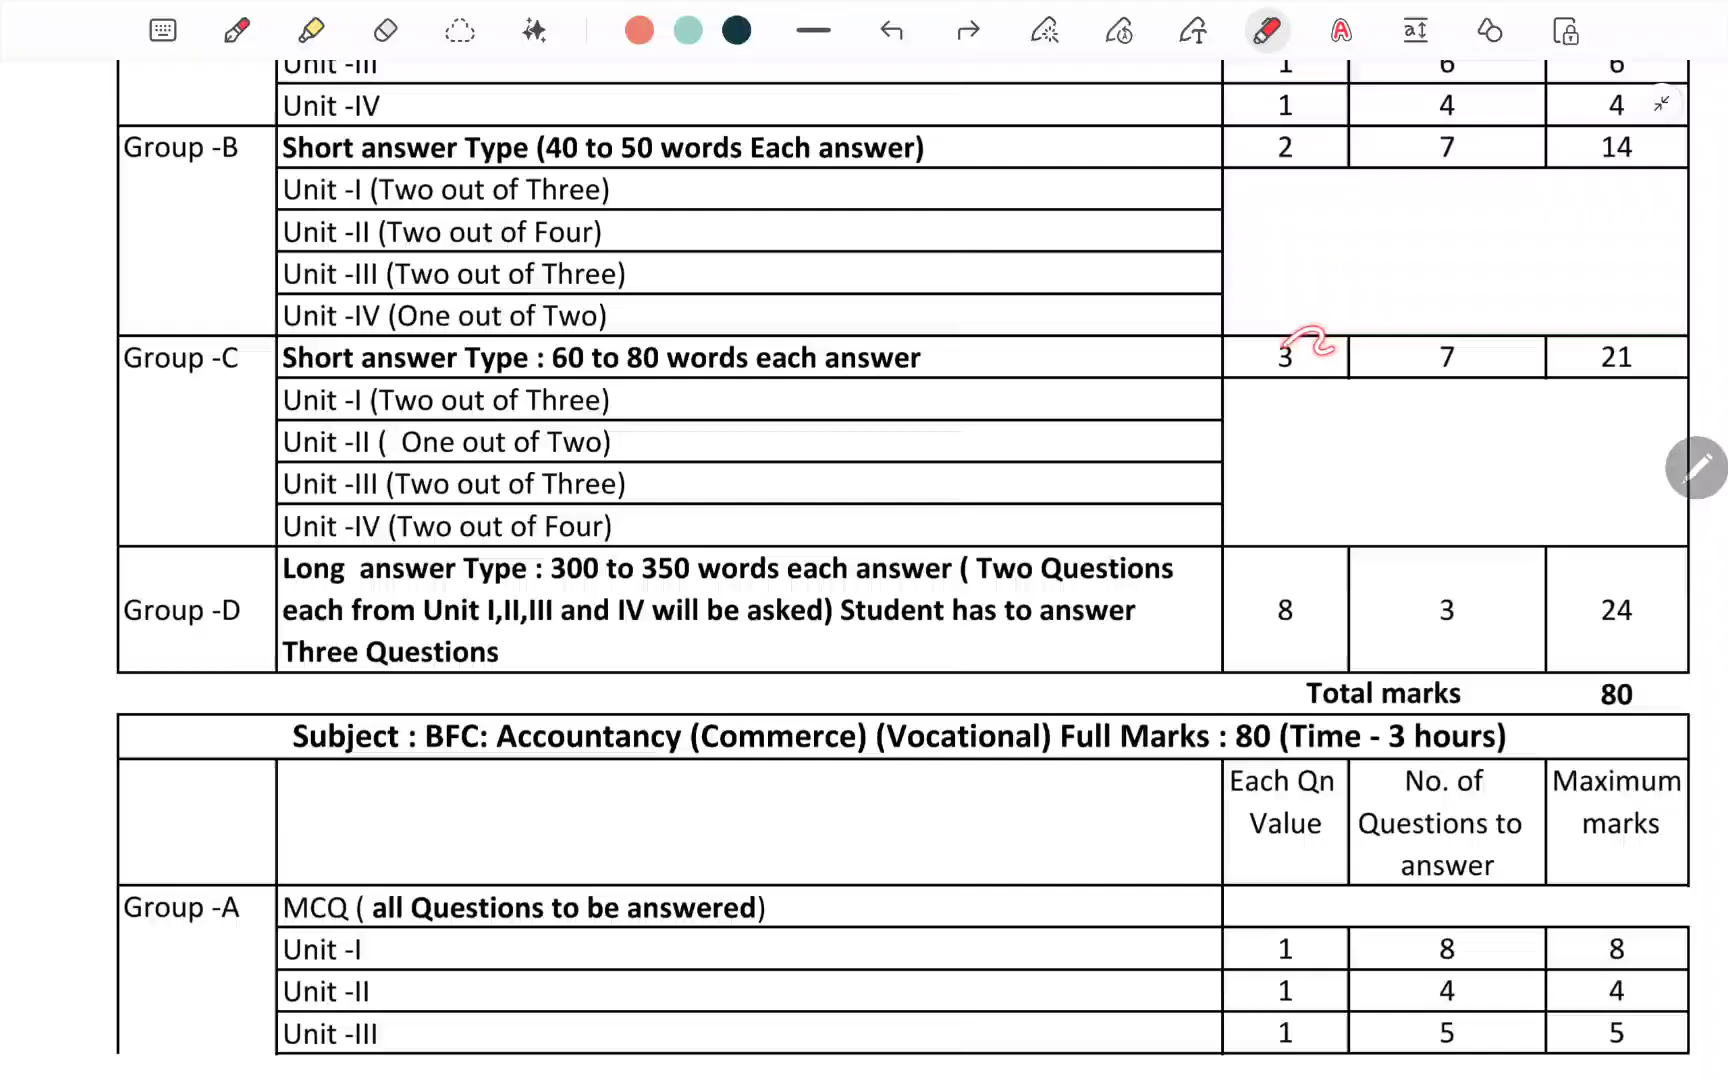 Unit -III 1 6 6
Unit -IV 1 4 4
Group -B Short answer Type (40 to 50 words Each answer) 2 7 14
Unit -I (Two out of Three)
Unit -II (Two out of Four)
Unit -III (Two out of Three)
Unit -IV (One out of Two)
Group -C Short answer Type : 60 to 80 words each answer 3 7 21
Unit -I (Two out of Three)
Unit -II ( One out of Two)
Unit -III (Two out of Three)
Unit -IV (Two out of Four)
Long answer Type : 300 to 350 words each answer ( Two Questions
Group -D each from Unit I,II,III and IV will be asked) Student has to answer 8 3 24
Three Questions
Total marks 80
Subject : BFC: Accountancy (Commerce) (Vocational) Full Marks : 80 (Time - 3 hours)
Each Qn No. of Maximum
Value Questions to marks
answer
Group -A MCQ ( all Questions to be answered)
Unit -I 1 8 8
Unit -II 1 4 4
Unit -III 1 5 5